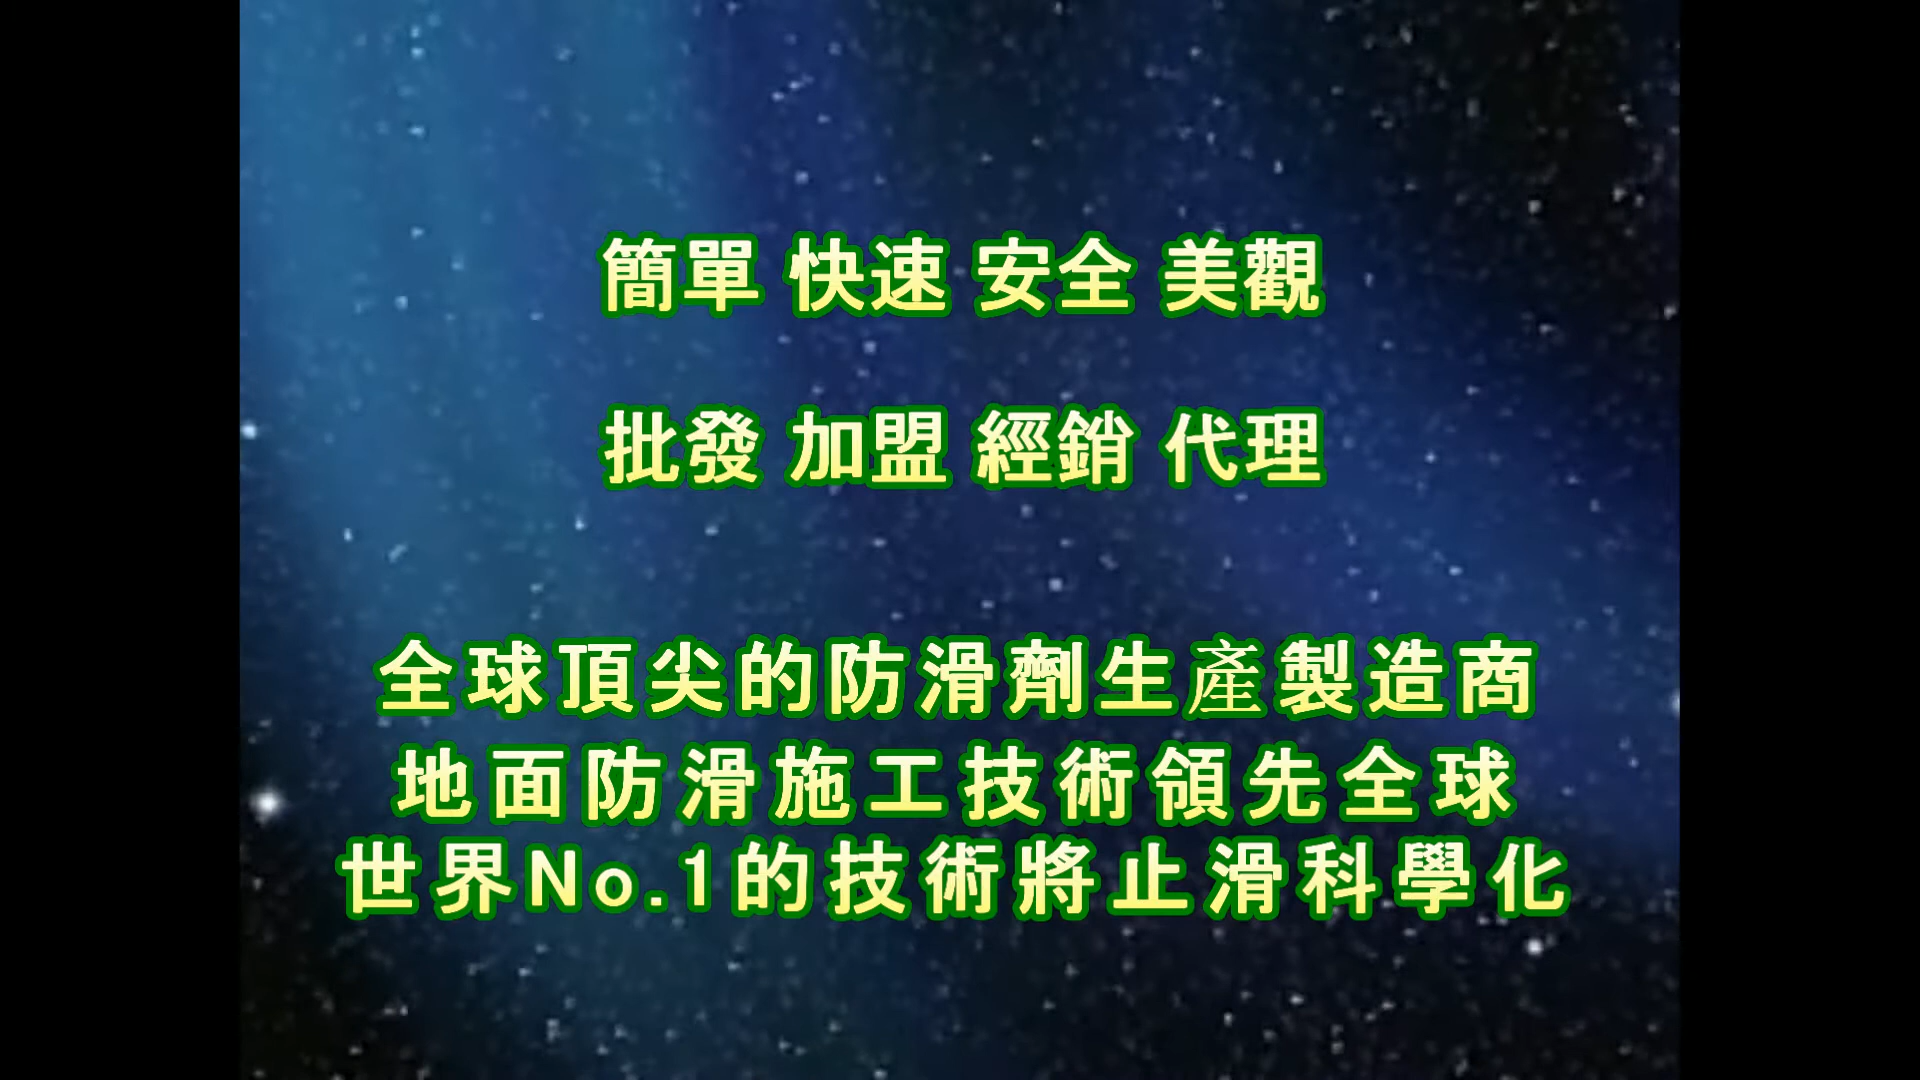 簡單 快速 安全 美觀
批發 加盟 經銷 代理
全球頂尖的防滑劑生產製造商
地面防滑施工技術領先全球
世界No.1的技術將止滑科學化